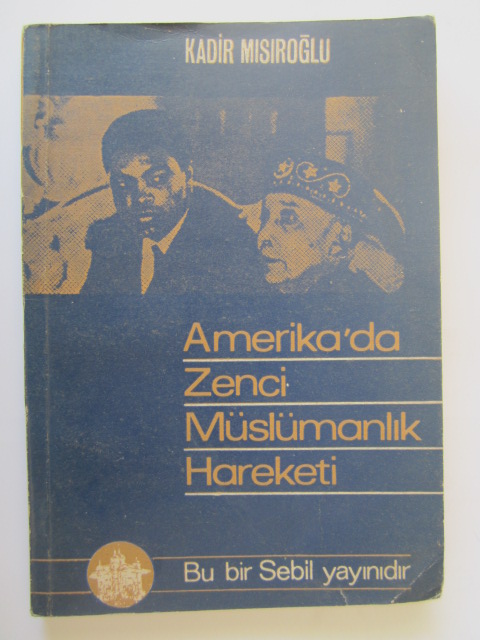 KADİR MISIROĞLU
Amerika'da
Zenci
Müslümanlık
Hareketi
Bu bir Sebil yayınıdır